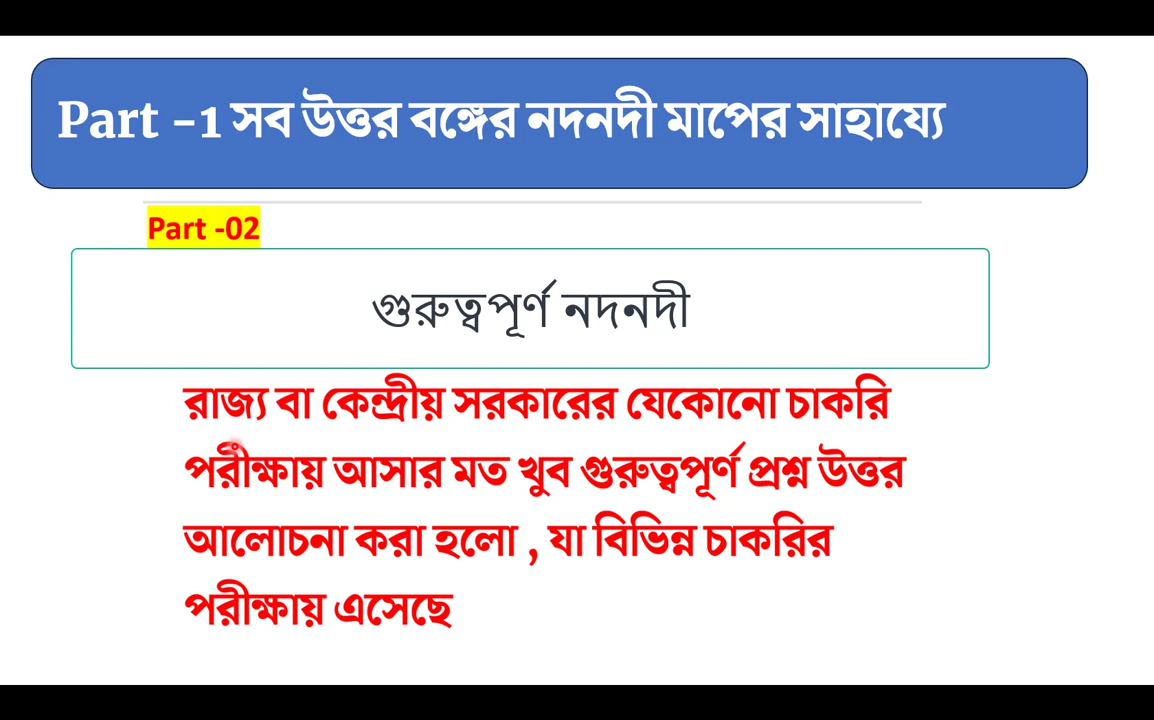 Part -1 সব উত্তর বঙ্গের নদনদী মাপের সাহায্যে
Part -02
গুরুত্বপূর্ণ নদনদী
রাজ্য বা কেন্দ্রীয় সরকারের যেকোনো চাকরি
পরীক্ষায় আসার মত খুব গুরুত্বপূর্ণ প্রশ্ন উত্তর
আলোচনা করা হলো , যা বিভিন্ন চাকরির
পরীক্ষায় এসেছে